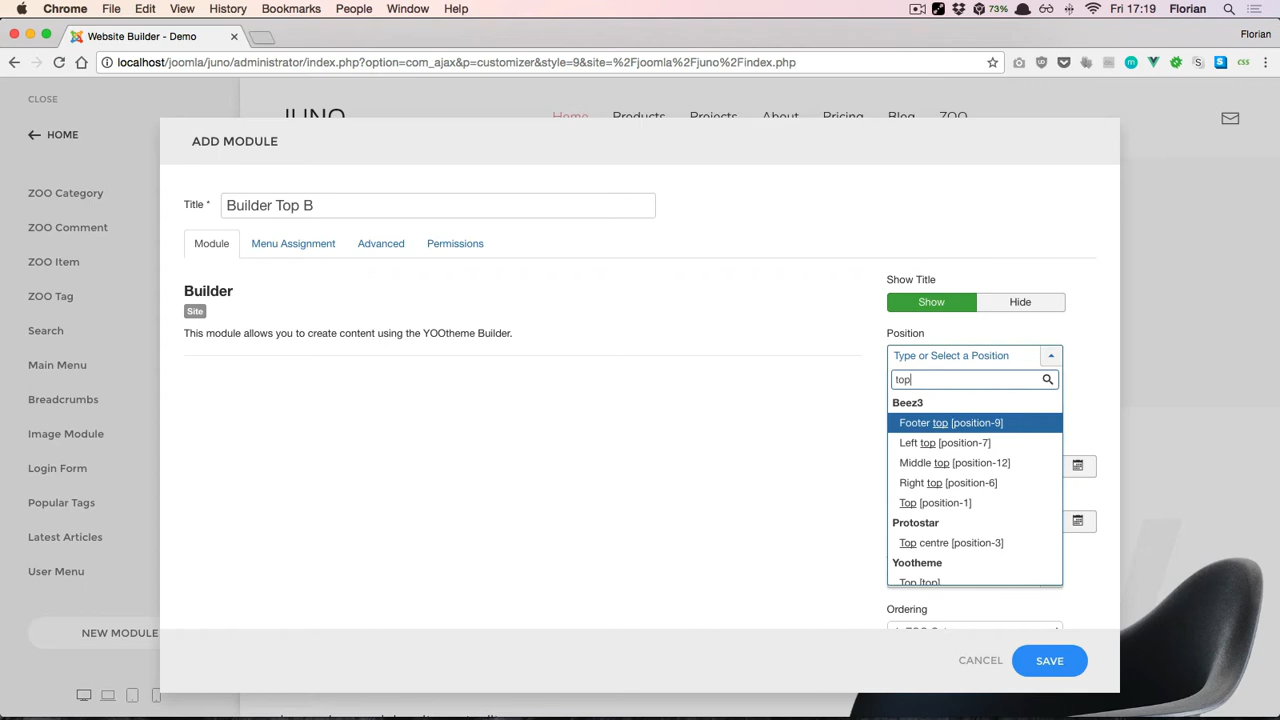 Chrome File Edit View History Bookmarks People Window Help 73% Fri 17:19 Florian
Website Builder - Demo Florian
localhost/joomla/juno/administrator/index.php?option=com_ajax&p=customizer&style=9&site=%2Fjoomla%2Fjuno%2Findex.php
CLOSE
HOME
JUNO Home Products Projects About Pricing Blog ZOO
ADD MODULE
ZOO Category
ZOO Comment
ZOO Item
ZOO Tag
Search
Main Menu
Breadcrumbs
Image Module
Login Form
Popular Tags
Latest Articles
User Menu
NEW MODULE
Title * Builder Top B
Module Menu Assignment Advanced Permissions
Builder
Site
This module allows you to create content using the YOOtheme Builder.
Show Title
Show Hide
Position
Type or Select a Position
top
Beez3
Footer top [position-9]
Left top [position-7]
Middle top [position-12]
Right top [position-6]
Top [position-1]
Protostar
Top centre [position-3]
Yootheme
Top [top]
Ordering
CANCEL SAVE